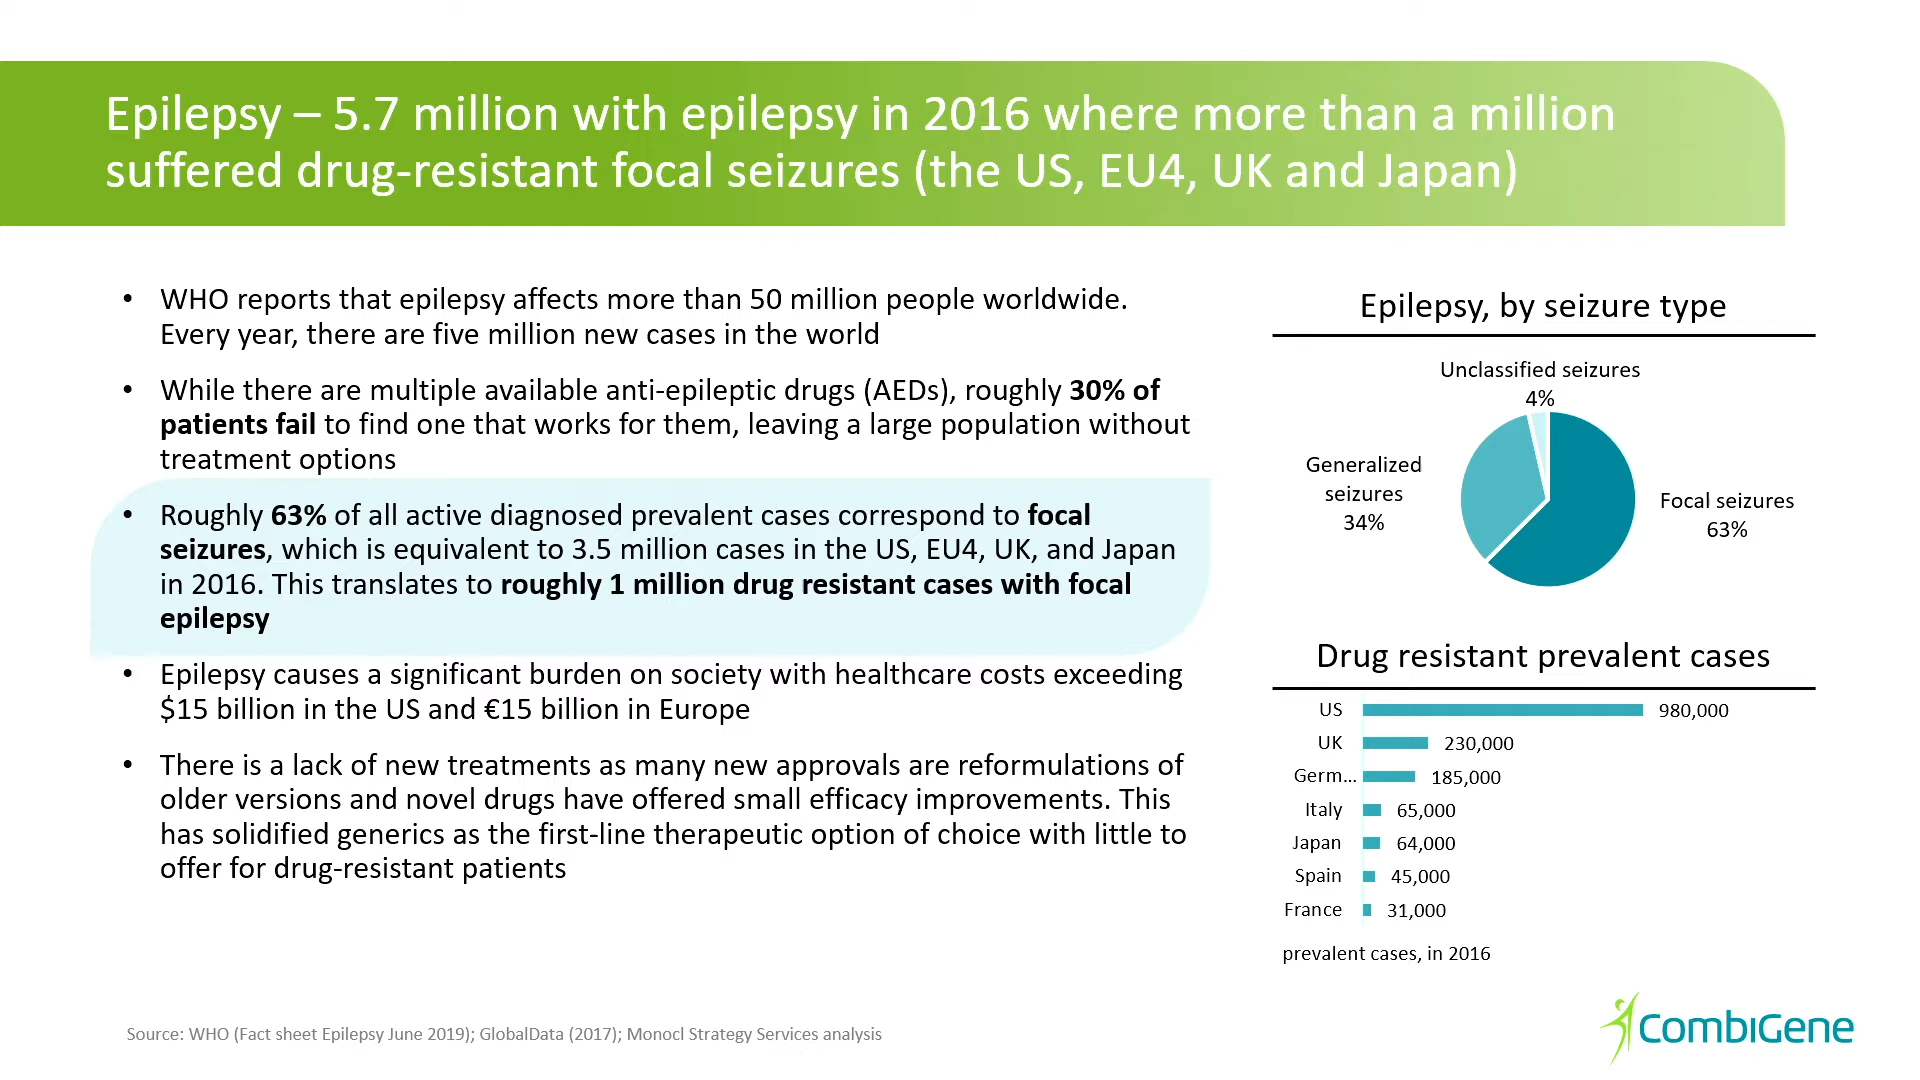 Epilepsy – 5.7 million with epilepsy in 2016 where more than a million
suffered drug-resistant focal seizures (the US, EU4, UK and Japan)
• WHO reports that epilepsy affects more than 50 million people worldwide.
Every year, there are five million new cases in the world
• While there are multiple available anti-epileptic drugs (AEDs), roughly 30% of
patients fail to find one that works for them, leaving a large population without
treatment options
• Roughly 63% of all active diagnosed prevalent cases correspond to focal
seizures, which is equivalent to 3.5 million cases in the US, EU4, UK, and Japan
in 2016. This translates to roughly 1 million drug resistant cases with focal
epilepsy
• Epilepsy causes a significant burden on society with healthcare costs exceeding
$15 billion in the US and €15 billion in Europe
• There is a lack of new treatments as many new approvals are reformulations of
older versions and novel drugs have offered small efficacy improvements. This
has solidified generics as the first-line therapeutic option of choice with little to
offer for drug-resistant patients
Epilepsy, by seizure type
Unclassified seizures
4%
Generalized
seizures
34%
Focal seizures
63%
Drug resistant prevalent cases
US 980,000
UK 230,000
Germ... 185,000
Italy 65,000
Japan 64,000
Spain 45,000
France 31,000
prevalent cases, in 2016
Source: WHO (Fact sheet Epilepsy June 2019); GlobalData (2017); Monocl Strategy Services analysis
CombiGene